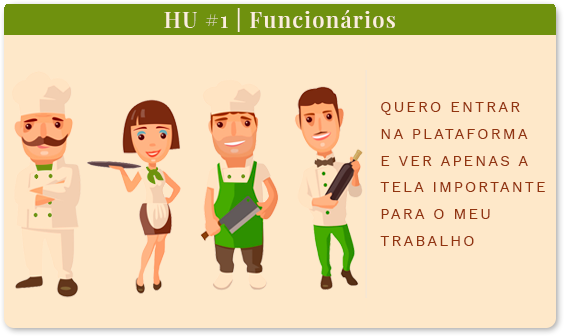 HU #1 | Funcionários
QUERO ENTRAR
NA PLATAFORMA
E VER APENAS A
TELA IMPORTANTE
PARA O MEU
TRABALHO